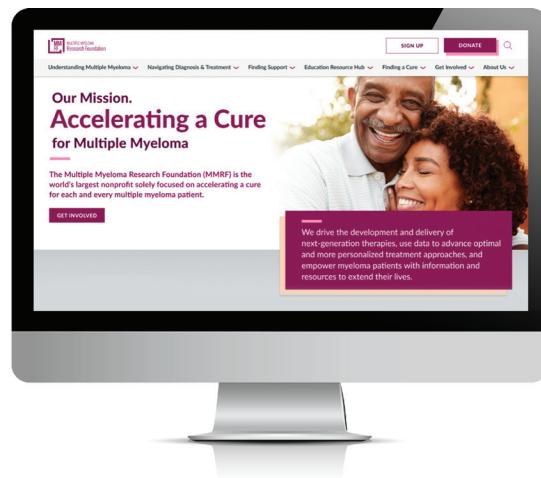 MM
RF
MULTIPLE MYELOMA
Research Foundation
SIGN UP
DONATE
Understanding Multiple Myeloma
Navigating Diagnosis & Treatment
Finding Support
Education Resource Hub
Finding a Cure
Get Involved
About Us
Our Mission.
Accelerating a Cure
for Multiple Myeloma
The Multiple Myeloma Research Foundation (MMRF) is the
world's largest nonprofit solely focused on accelerating a cure
for each and every multiple myeloma patient.
GET INVOLVED
We drive the development and delivery of
next-generation therapies, use data to advance optimal
and more personalized treatment approaches, and
empower myeloma patients with information and
resources to extend their lives.